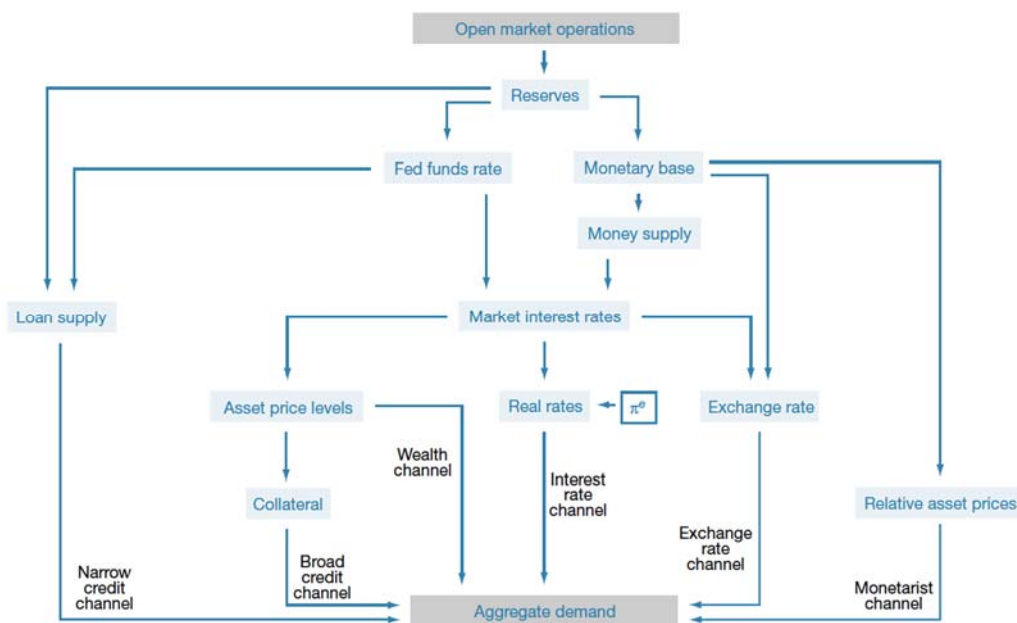 Open market operations
Reserves
Fed funds rate
Monetary base
Money supply
Loan supply
Market interest rates
Asset price levels
Real rates
πᵉ
Exchange rate
Wealth
channel
Interest
rate
channel
Collateral
Relative asset prices
Exchange
rate
channel
Broad
credit
channel
Narrow
credit
channel
Monetarist
channel
Aggregate demand